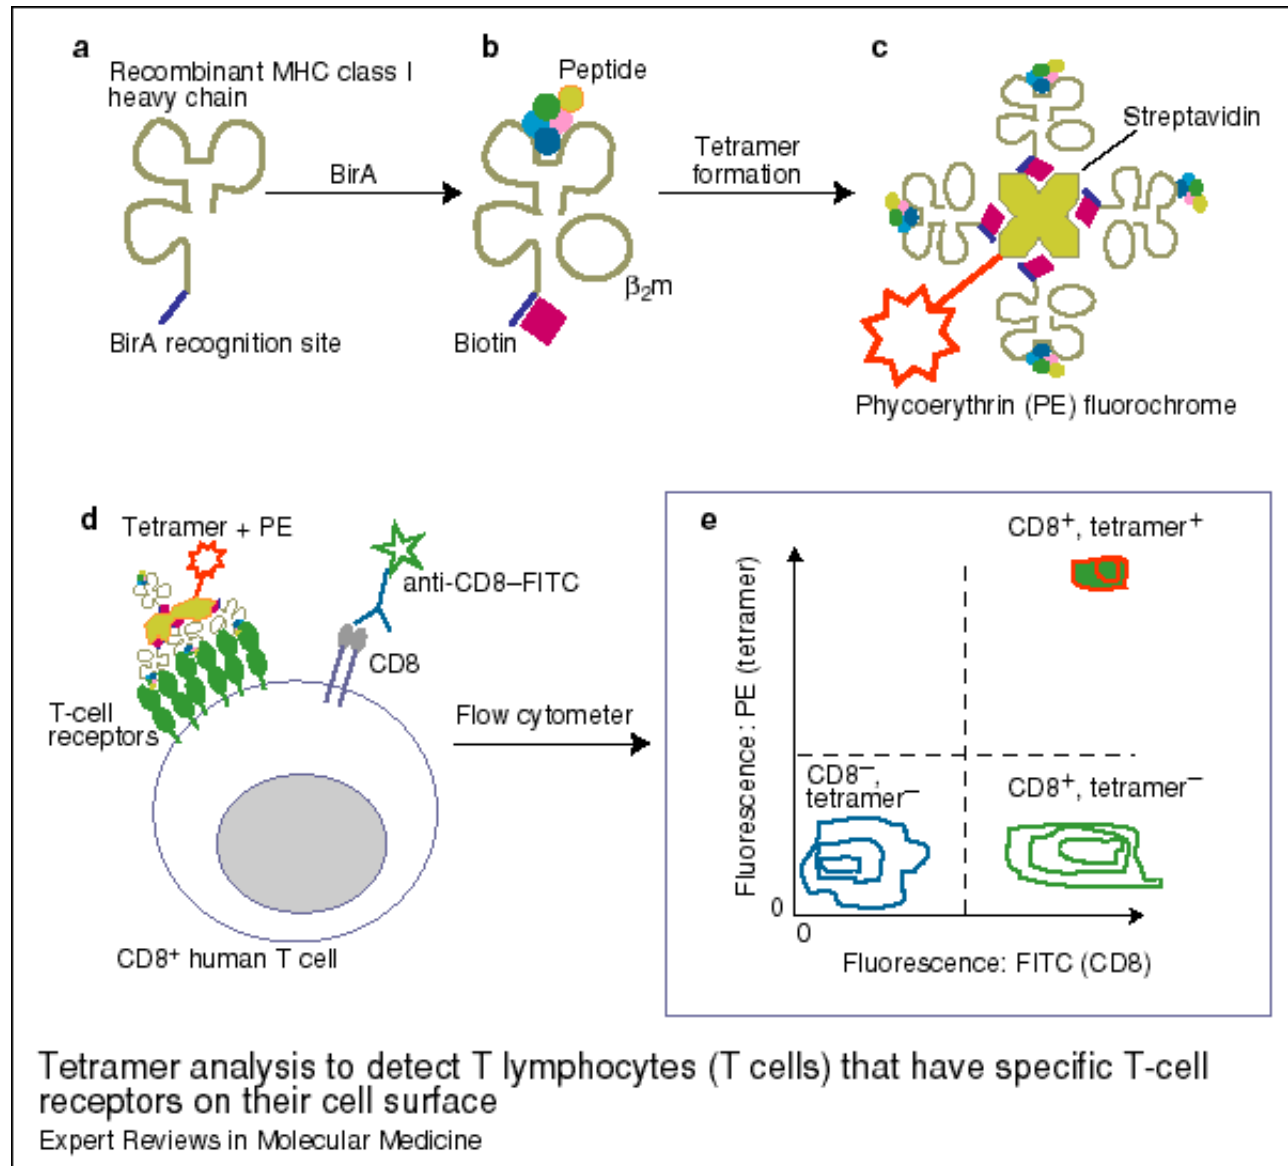 a
Recombinant MHC class I
heavy chain
BirA
BirA recognition site
b
Peptide
β₂m
Biotin
Tetramer
formation
c
Streptavidin
Phycoerythrin (PE) fluorochrome
d
Tetramer + PE
anti-CD8–FITC
CD8
T-cell
receptors
CD8⁺ human T cell
Flow cytometer
e
CD8⁺, tetramer⁺
Fluorescence : PE (tetramer)
CD8⁻,
tetramer⁻
CD8⁺, tetramer⁻
0
0
Fluorescence: FITC (CD8)
Tetramer analysis to detect T lymphocytes (T cells) that have specific T-cell
receptors on their cell surface
Expert Reviews in Molecular Medicine